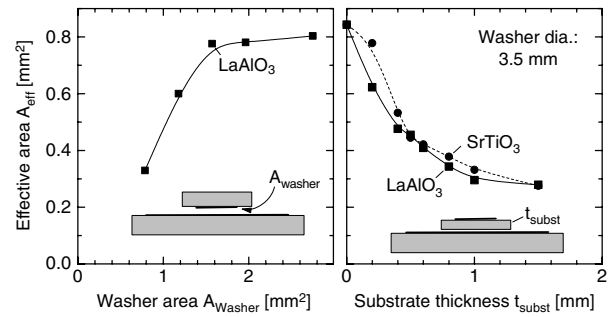 Effective area A_eff [mm²]
0.8
0.6
0.4
0.2
0.0
LaAlO₃
A_washer
0 1 2 3
Washer area A_Washer [mm²]
Washer dia.:
3.5 mm
SrTiO₃
LaAlO₃
t_subst
0 1 2
Substrate thickness t_subst [mm]